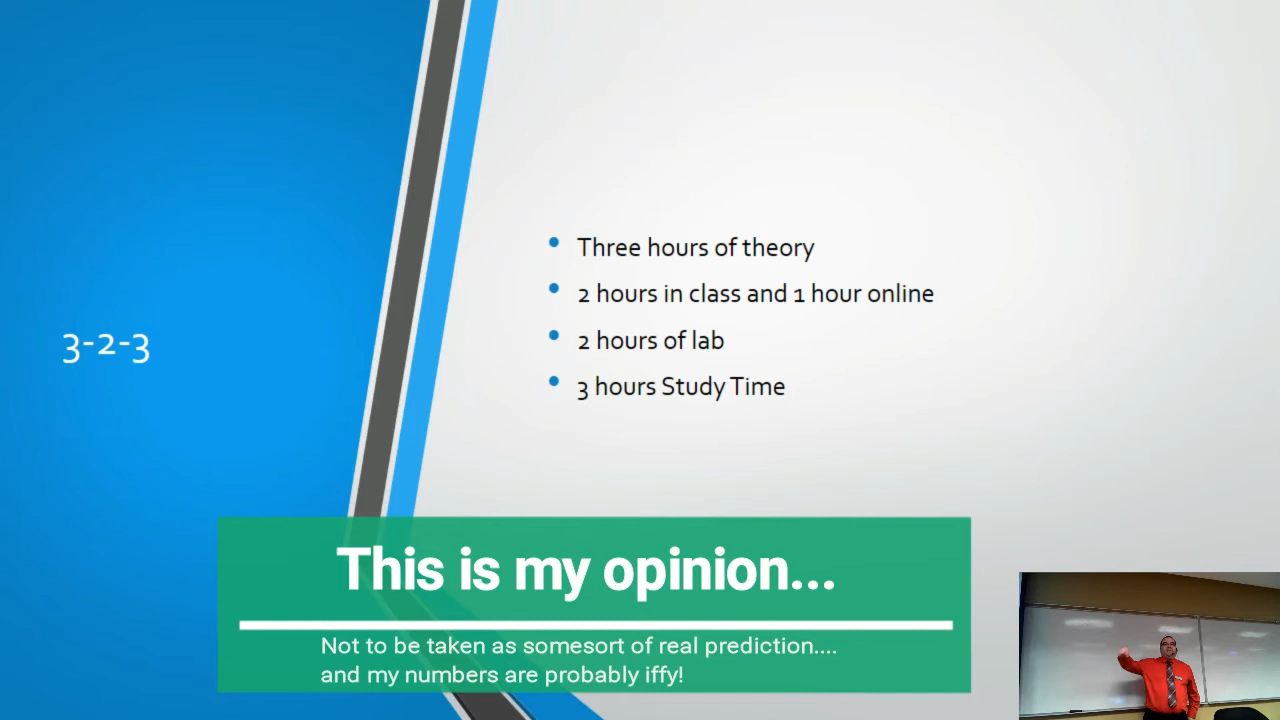 3-2-3
Three hours of theory
2 hours in class and 1 hour online
2 hours of lab
3 hours Study Time
This is my opinion...
Not to be taken as somesort of real prediction....
and my numbers are probably iffy!